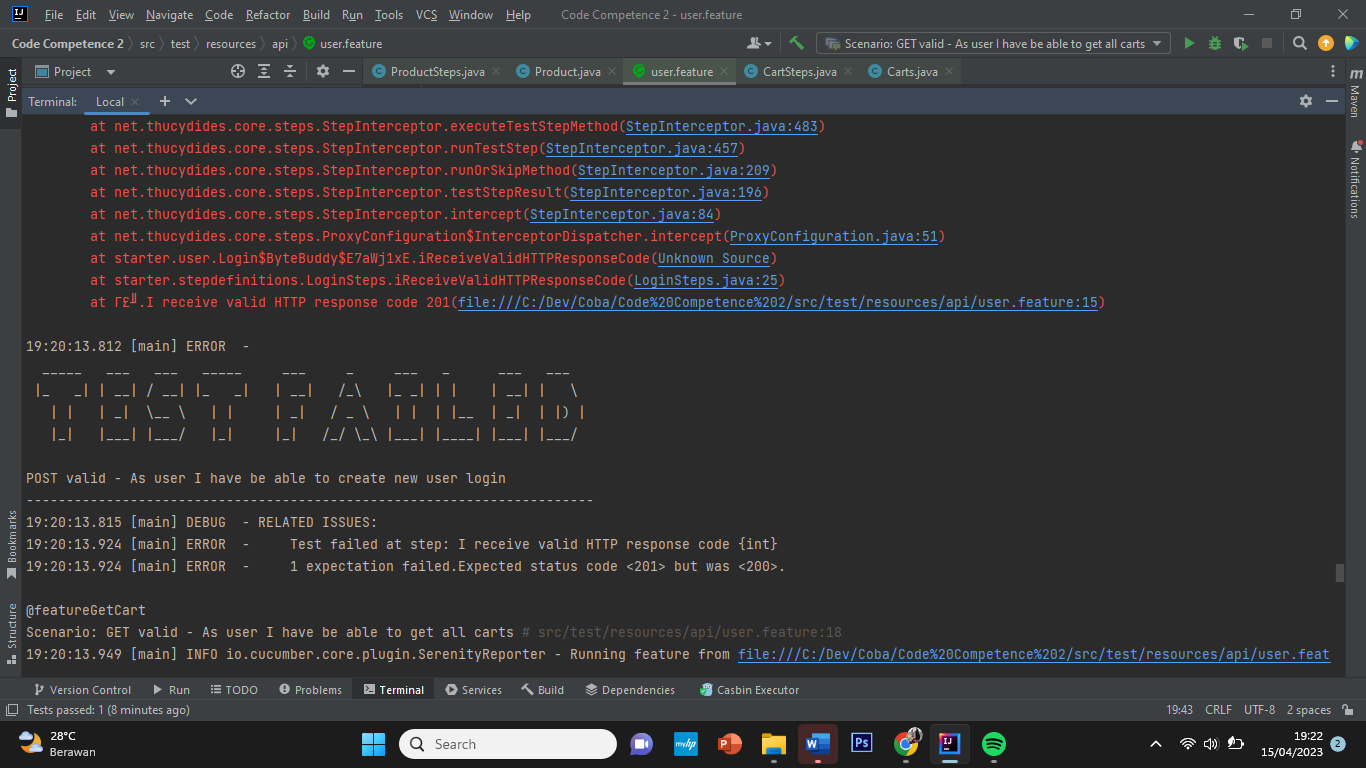 File Edit View Navigate Code Refactor Build Run Tools VCS Window Help Code Competence 2 - user.feature
Code Competence 2 src test resources api user.feature Scenario: GET valid - As user I have be able to get all carts
Project Project ProductSteps.java Product.java user.feature CartSteps.java Carts.java Maven
Terminal: Local
at net.thucydides.core.steps.StepInterceptor.executeTestStepMethod(StepInterceptor.java:483)
at net.thucydides.core.steps.StepInterceptor.runTestStep(StepInterceptor.java:457)
at net.thucydides.core.steps.StepInterceptor.runOrSkipMethod(StepInterceptor.java:209)
at net.thucydides.core.steps.StepInterceptor.testStepResult(StepInterceptor.java:196)
at net.thucydides.core.steps.StepInterceptor.intercept(StepInterceptor.java:84)
at net.thucydides.core.steps.ProxyConfiguration$InterceptorDispatcher.intercept(ProxyConfiguration.java:51)
at starter.user.Login$ByteBuddy$E7aWj1xE.iReceiveValidHTTPResponseCode(Unknown Source)
at starter.stepdefinitions.LoginSteps.iReceiveValidHTTPResponseCode(LoginSteps.java:25)
at Γ£╜.I receive valid HTTP response code 201(file:///C:/Dev/Coba/Code%20Competence%202/src/test/resources/api/user.feature:15)
Notifications
19:20:13.812 [main] ERROR -
TEST FAILED
POST valid - As user I have be able to create new user login
-----------------------------------------------------------------------
19:20:13.815 [main] DEBUG - RELATED ISSUES:
19:20:13.924 [main] ERROR - Test failed at step: I receive valid HTTP response code {int}
19:20:13.924 [main] ERROR - 1 expectation failed.Expected status code <201> but was <200>.
Bookmarks
@featureGetCart
Scenario: GET valid - As user I have be able to get all carts # src/test/resources/api/user.feature:18
19:20:13.949 [main] INFO io.cucumber.core.plugin.SerenityReporter - Running feature from file:///C:/Dev/Coba/Code%20Competence%202/src/test/resources/api/user.feat
Structure
Version Control Run TODO Problems Terminal Services Build Dependencies Casbin Executor
Tests passed: 1 (8 minutes ago) 19:43 CRLF UTF-8 2 spaces
28°C
Berawan
Search
myhp
19:22
15/04/2023
2